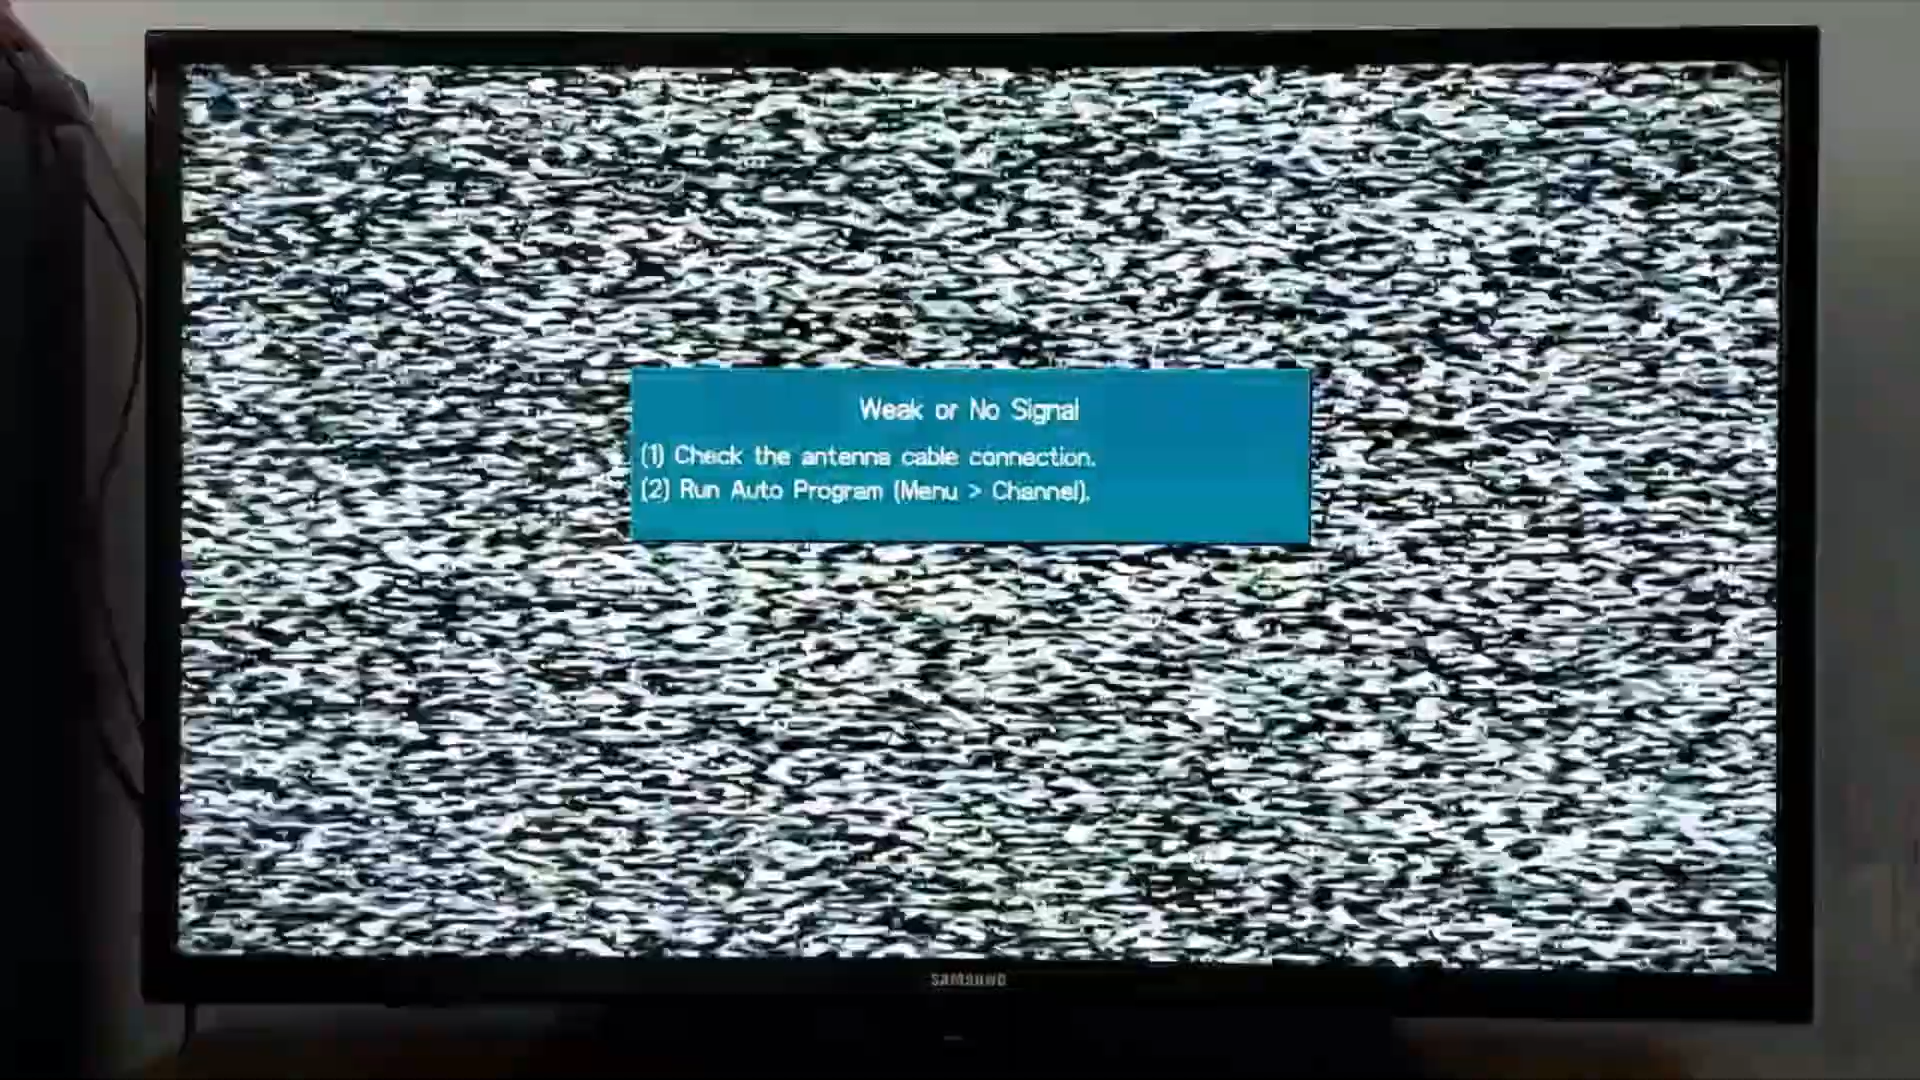 Weak or No Signal
(1) Check the antenna cable connection.
(2) Run Auto Program (Menu > Channel).
SAMSUNG